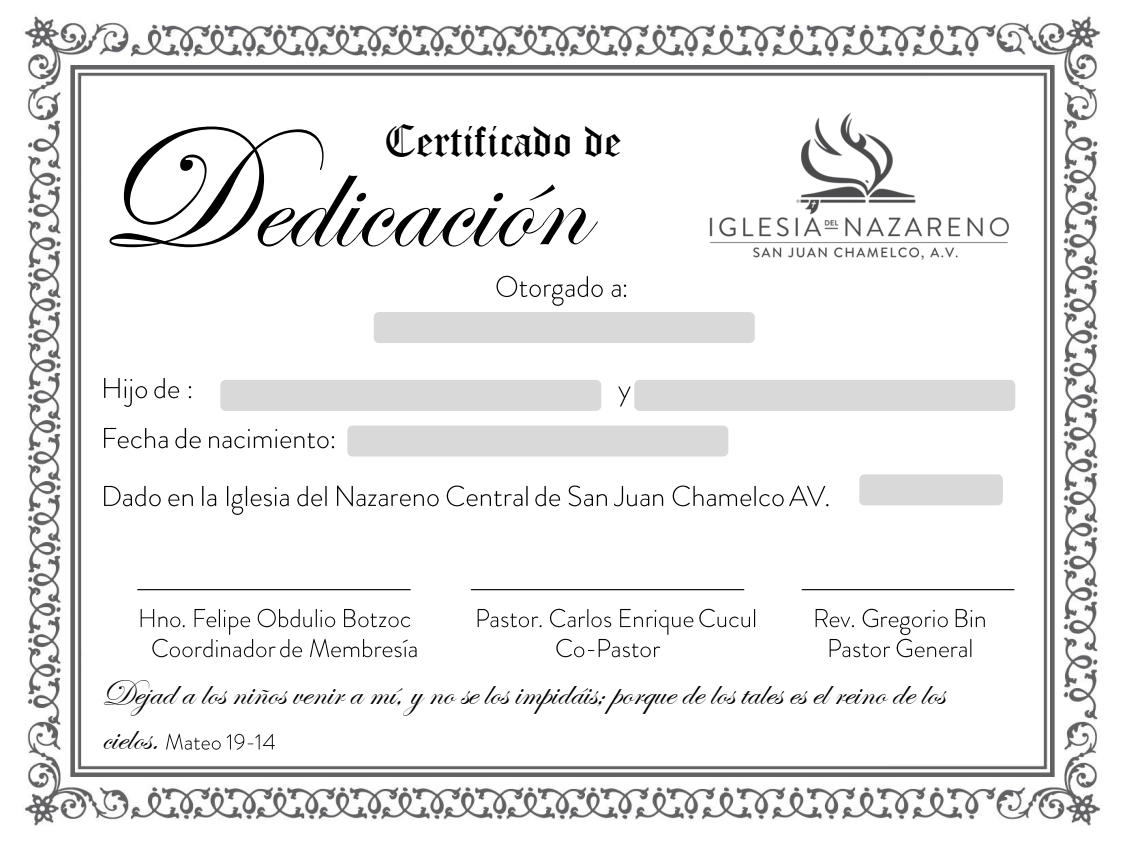 Certificado de
Dedicación
IGLESIA DEL NAZARENO
SAN JUAN CHAMELCO, A.V.
Otorgado a:
Hijo de : y
Fecha de nacimiento:
Dado en la Iglesia del Nazareno Central de San Juan Chamelco AV.
Hno. Felipe Obdulio Botzoc Pastor. Carlos Enrique Cucul Rev. Gregorio Bin
Coordinador de Membresía Co-Pastor Pastor General
Dejad a los niños venir a mí, y no se los impidáis; porque de los tales es el reino de los
cielos. Mateo 19-14